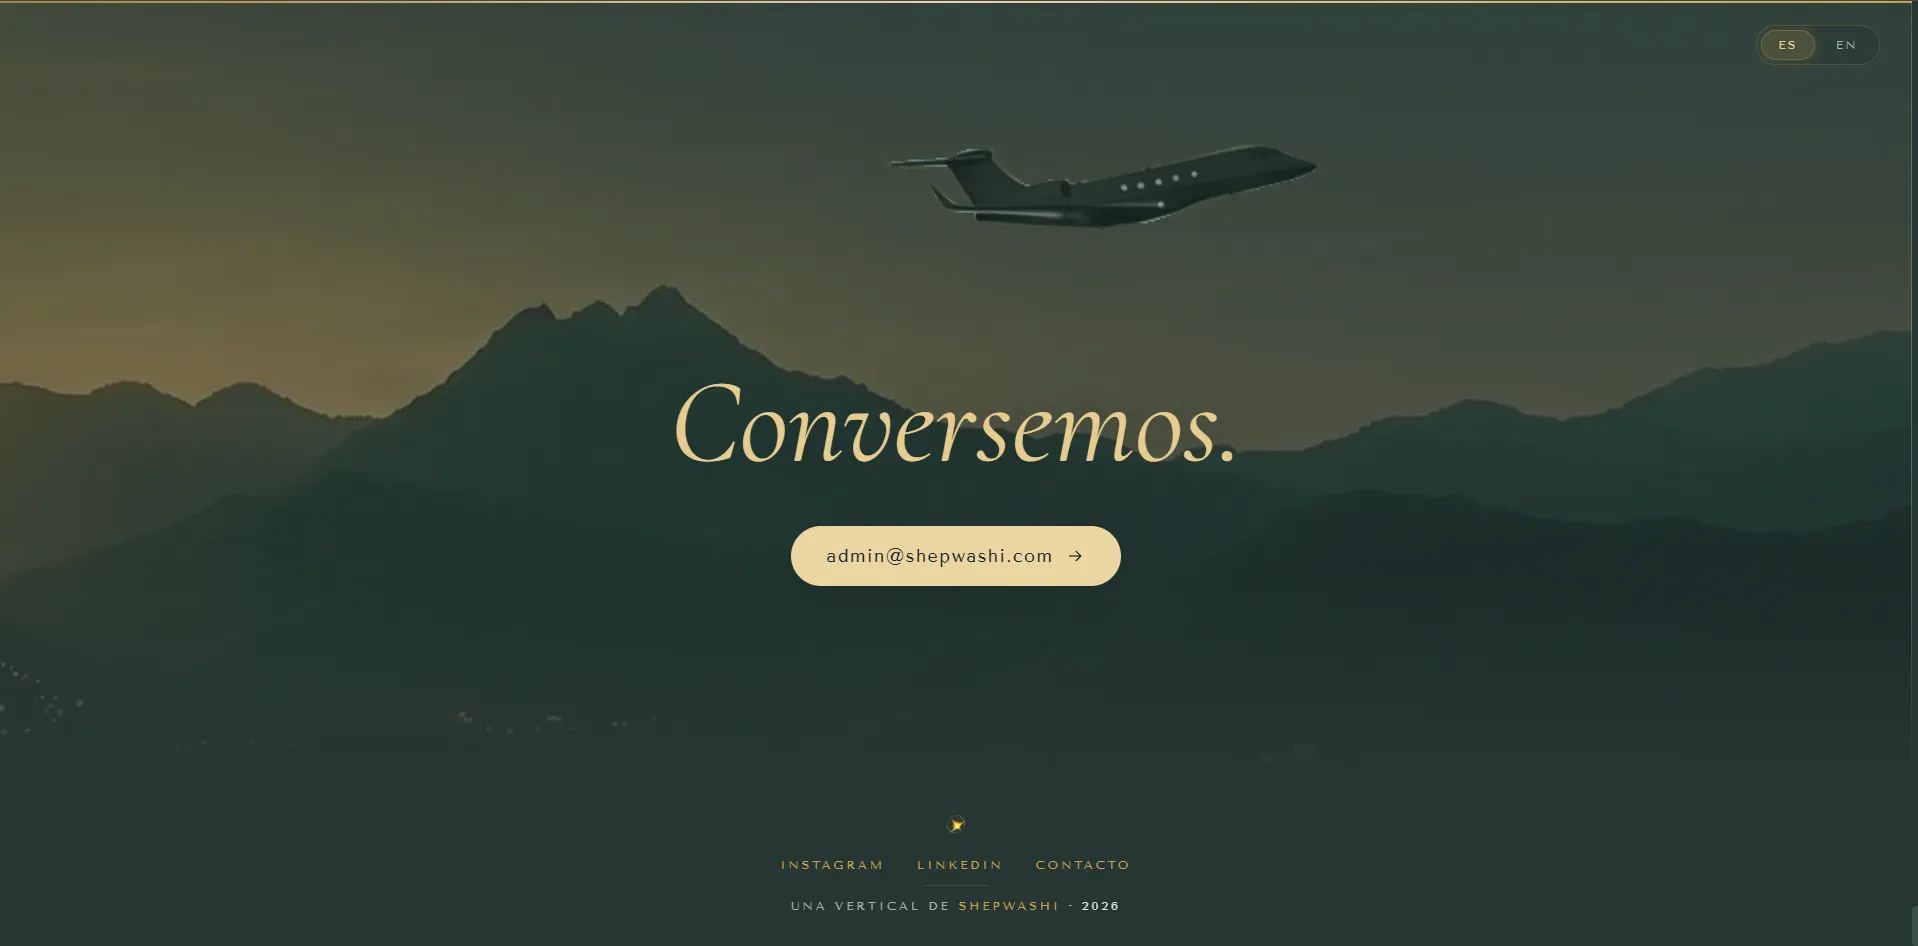 ES EN
Conversemos.
admin@shepwashi.com →
INSTAGRAM LINKEDIN CONTACTO
UNA VERTICAL DE SHEPWASHI · 2026